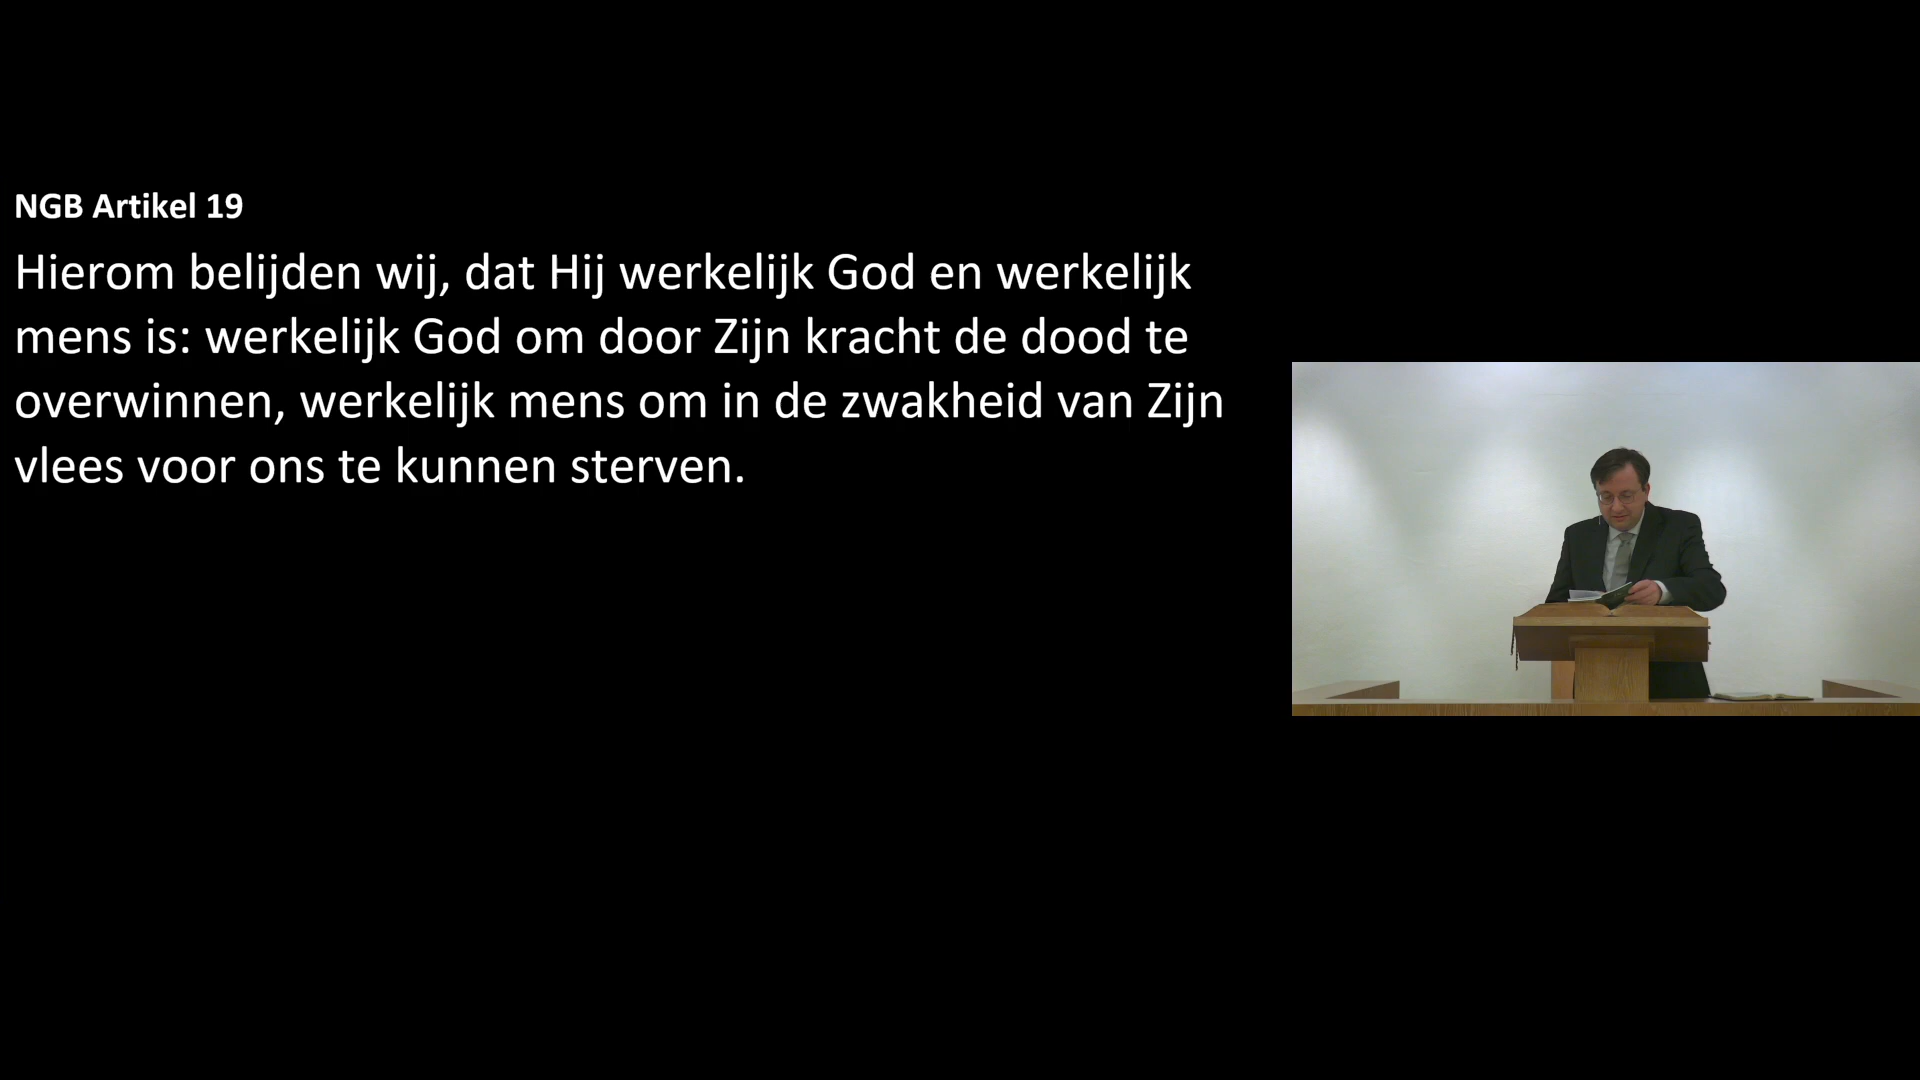 NGB Artikel 19
Hierom belijden wij, dat Hij werkelijk God en werkelijk
mens is: werkelijk God om door Zijn kracht de dood te
overwinnen, werkelijk mens om in de zwakheid van Zijn
vlees voor ons te kunnen sterven.